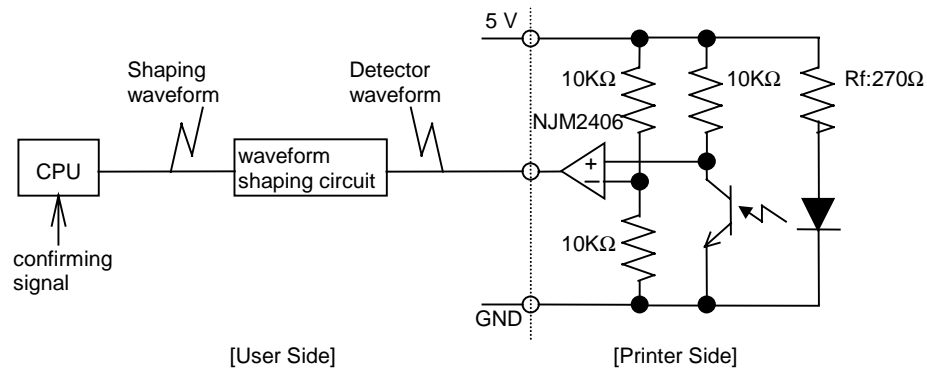 5 V
Shaping
waveform
Detector
waveform
10KΩ
10KΩ
Rf:270Ω
NJM2406
CPU
waveform
shaping circuit
+
−
10KΩ
confirming
signal
GND
[User Side]
[Printer Side]